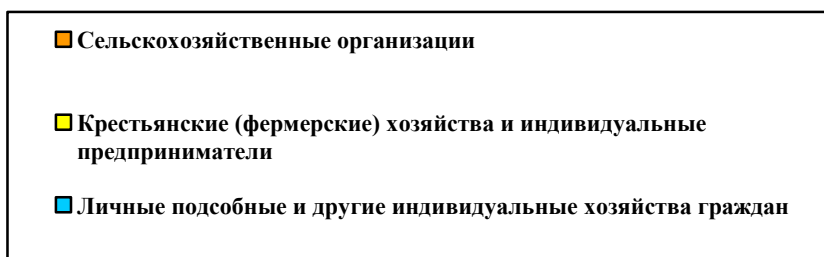 Сельскохозяйственные организации
Крестьянские (фермерские) хозяйства и индивидуальные
предприниматели
Личные подсобные и другие индивидуальные хозяйства граждан